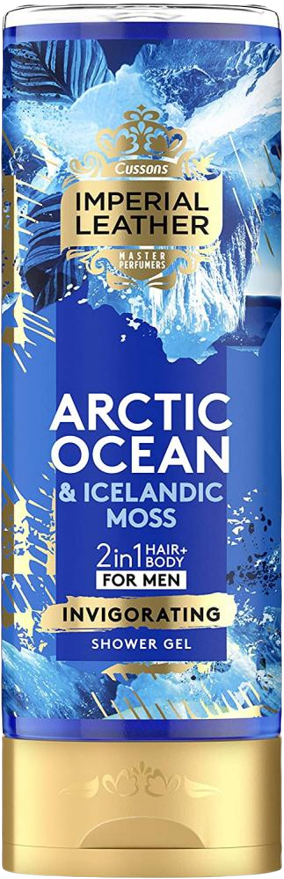 Cussons
IMPERIAL
LEATHER
MASTER
PERFUMERS
ARCTIC
OCEAN
& ICELANDIC
MOSS
2in1 HAIR+
BODY
FOR MEN
INVIGORATING
SHOWER GEL